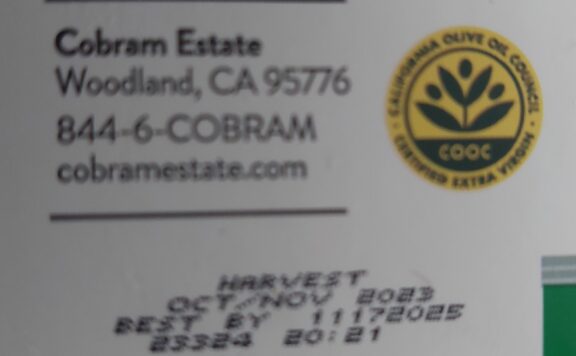 Cobram Estate
Woodland, CA 95776
844-6-COBRAM
cobramestate.com
CALIFORNIA OLIVE OIL COUNCIL
COOC
CERTIFIED EXTRA VIRGIN
HARVEST
OCT/NOV 2023
BEST BY 11172025
23324 20:21